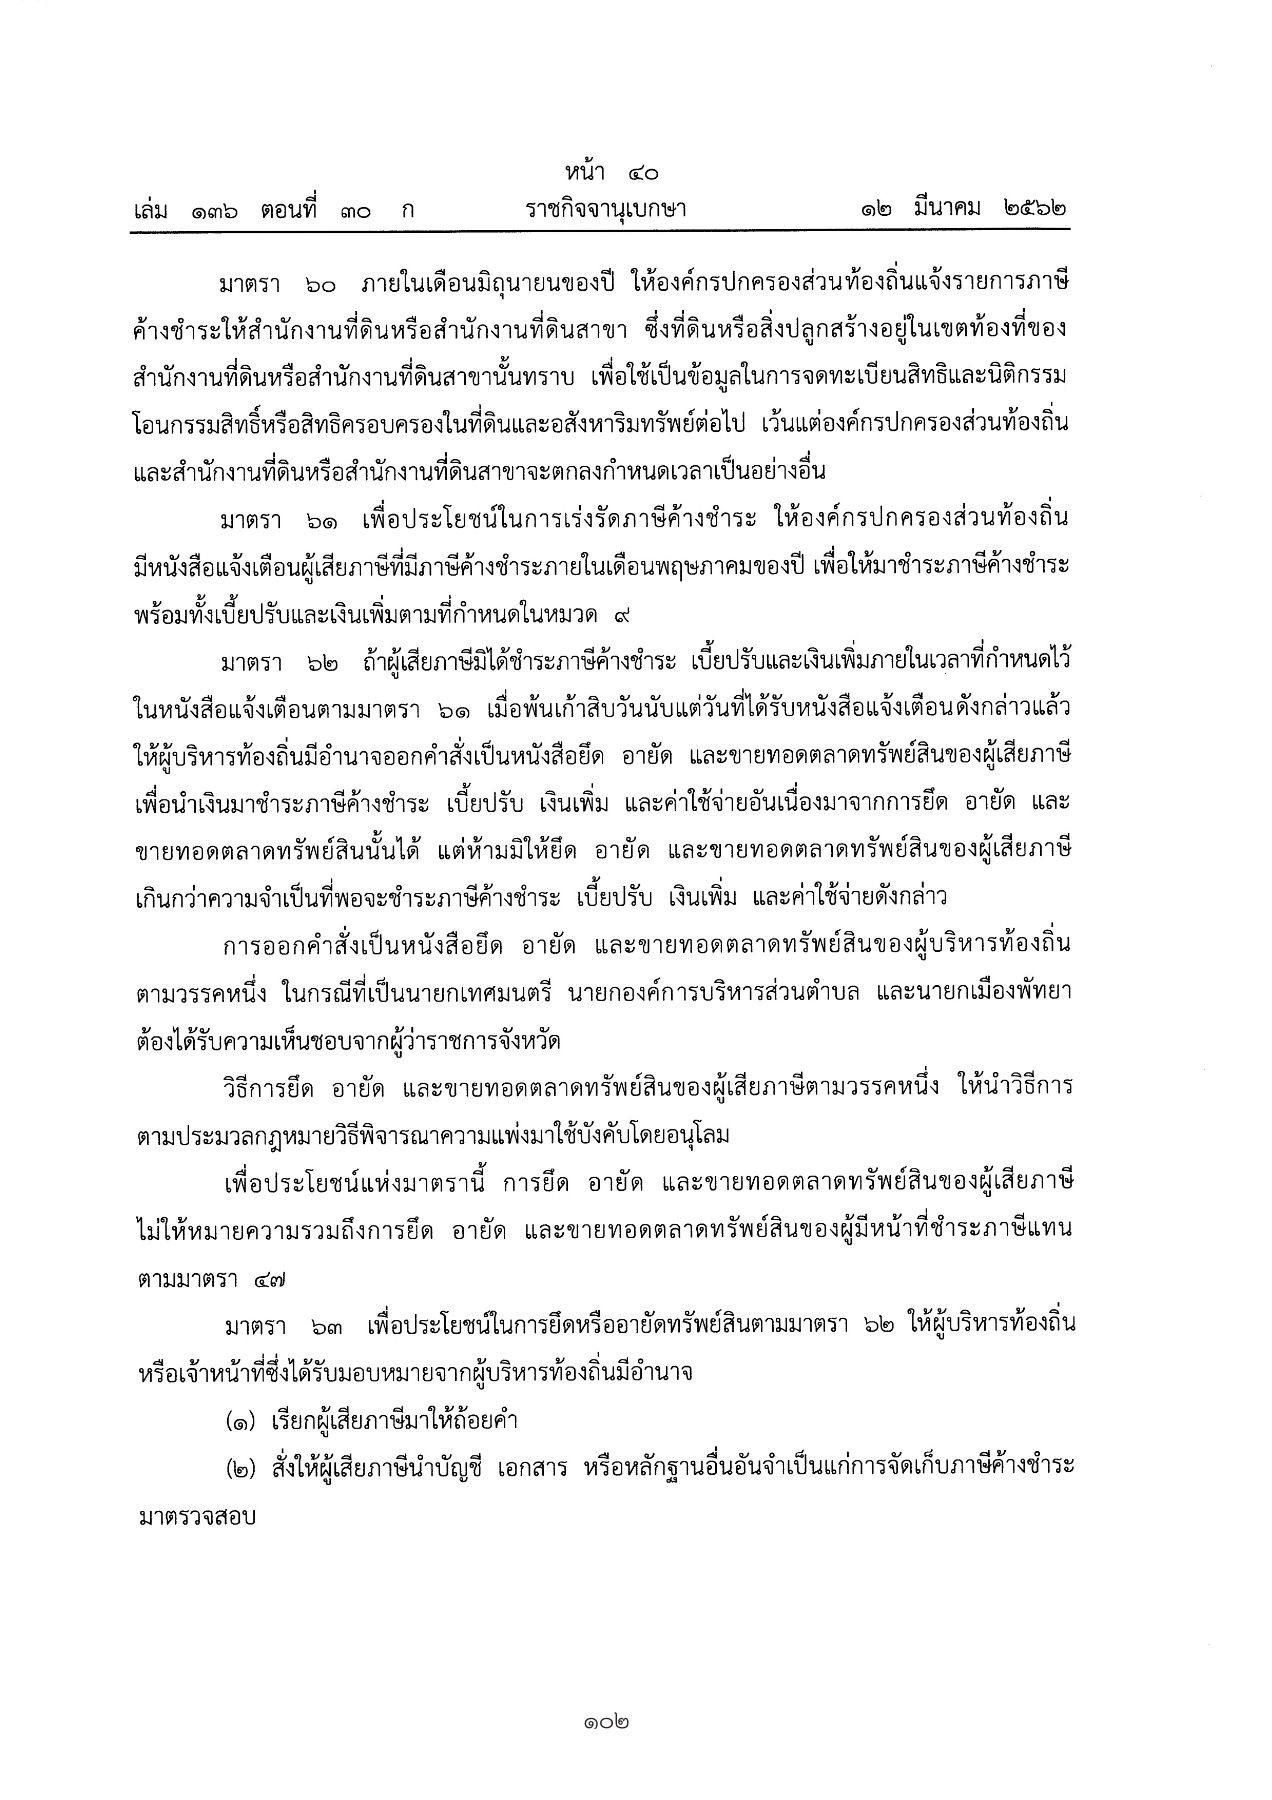 หน้า ๔๐
เล่ม ๑๓๖ ตอนที่ ๓๐ ก ราชกิจจานุเบกษา ๑๒ มีนาคม ๒๕๖๒
มาตรา ๖๐ ภายในเดือนมิถุนายนของปี ให้องค์กรปกครองส่วนท้องถิ่นแจ้งรายการภาษี
ค้างชำระให้สำนักงานที่ดินหรือสำนักงานที่ดินสาขา ซึ่งที่ดินหรือสิ่งปลูกสร้างอยู่ในเขตท้องที่ของ
สำนักงานที่ดินหรือสำนักงานที่ดินสาขานั้นทราบ เพื่อใช้เป็นข้อมูลในการจดทะเบียนสิทธิและนิติกรรม
โอนกรรมสิทธิ์หรือสิทธิครอบครองในที่ดินและอสังหาริมทรัพย์ต่อไป เว้นแต่องค์กรปกครองส่วนท้องถิ่น
และสำนักงานที่ดินหรือสำนักงานที่ดินสาขาจะตกลงกำหนดเวลาเป็นอย่างอื่น
มาตรา ๖๑ เพื่อประโยชน์ในการเร่งรัดภาษีค้างชำระ ให้องค์กรปกครองส่วนท้องถิ่น
มีหนังสือแจ้งเตือนผู้เสียภาษีที่มีภาษีค้างชำระภายในเดือนพฤษภาคมของปี เพื่อให้มาชำระภาษีค้างชำระ
พร้อมทั้งเบี้ยปรับและเงินเพิ่มตามที่กำหนดในหมวด ๙
มาตรา ๖๒ ถ้าผู้เสียภาษีมิได้ชำระภาษีค้างชำระ เบี้ยปรับและเงินเพิ่มภายในเวลาที่กำหนดไว้
ในหนังสือแจ้งเตือนตามมาตรา ๖๑ เมื่อพ้นเก้าสิบวันนับแต่วันที่ได้รับหนังสือแจ้งเตือนดังกล่าวแล้ว
ให้ผู้บริหารท้องถิ่นมีอำนาจออกคำสั่งเป็นหนังสือยึด อายัด และขายทอดตลาดทรัพย์สินของผู้เสียภาษี
เพื่อนำเงินมาชำระภาษีค้างชำระ เบี้ยปรับ เงินเพิ่ม และค่าใช้จ่ายอันเนื่องมาจากการยึด อายัด และ
ขายทอดตลาดทรัพย์สินนั้นได้ แต่ห้ามมิให้ยึด อายัด และขายทอดตลาดทรัพย์สินของผู้เสียภาษี
เกินกว่าความจำเป็นที่พอจะชำระภาษีค้างชำระ เบี้ยปรับ เงินเพิ่ม และค่าใช้จ่ายดังกล่าว
การออกคำสั่งเป็นหนังสือยึด อายัด และขายทอดตลาดทรัพย์สินของผู้บริหารท้องถิ่น
ตามวรรคหนึ่ง ในกรณีที่เป็นนายกเทศมนตรี นายกองค์การบริหารส่วนตำบล และนายกเมืองพัทยา
ต้องได้รับความเห็นชอบจากผู้ว่าราชการจังหวัด
วิธีการยึด อายัด และขายทอดตลาดทรัพย์สินของผู้เสียภาษีตามวรรคหนึ่ง ให้นำวิธีการ
ตามประมวลกฎหมายวิธีพิจารณาความแพ่งมาใช้บังคับโดยอนุโลม
เพื่อประโยชน์แห่งมาตรานี้ การยึด อายัด และขายทอดตลาดทรัพย์สินของผู้เสียภาษี
ไม่ให้หมายความรวมถึงการยึด อายัด และขายทอดตลาดทรัพย์สินของผู้มีหน้าที่ชำระภาษีแทน
ตามมาตรา ๔๗
มาตรา ๖๓ เพื่อประโยชน์ในการยึดหรืออายัดทรัพย์สินตามมาตรา ๖๒ ให้ผู้บริหารท้องถิ่น
หรือเจ้าหน้าที่ซึ่งได้รับมอบหมายจากผู้บริหารท้องถิ่นมีอำนาจ
(๑) เรียกผู้เสียภาษีมาให้ถ้อยคำ
(๒) สั่งให้ผู้เสียภาษีนำบัญชี เอกสาร หรือหลักฐานอื่นอันจำเป็นแก่การจัดเก็บภาษีค้างชำระ
มาตรวจสอบ
๑๐๒